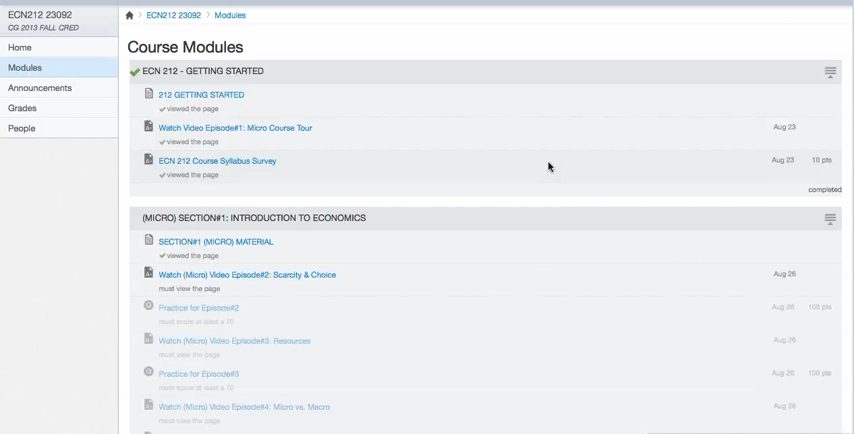 ECN212 23092
CG 2013 FALL CRED
Home
Modules
Announcements
Grades
People
ECN212 23092 Modules
Course Modules
ECN 212 - GETTING STARTED
212 GETTING STARTED
viewed the page
Watch Video Episode#1: Micro Course Tour Aug 23
viewed the page
ECN 212 Course Syllabus Survey Aug 23 10 pts
viewed the page
completed
(MICRO) SECTION#1: INTRODUCTION TO ECONOMICS
SECTION#1 (MICRO) MATERIAL
viewed the page
Watch (Micro) Video Episode#2: Scarcity & Choice Aug 26
must view the page
Practice for Episode#2 Aug 26 100 pts
must score at least a 70
Watch (Micro) Video Episode#3: Resources Aug 26
must view the page
Practice for Episode#3 Aug 26 100 pts
must score at least a 70
Watch (Micro) Video Episode#4: Micro vs. Macro Aug 26
must view the page